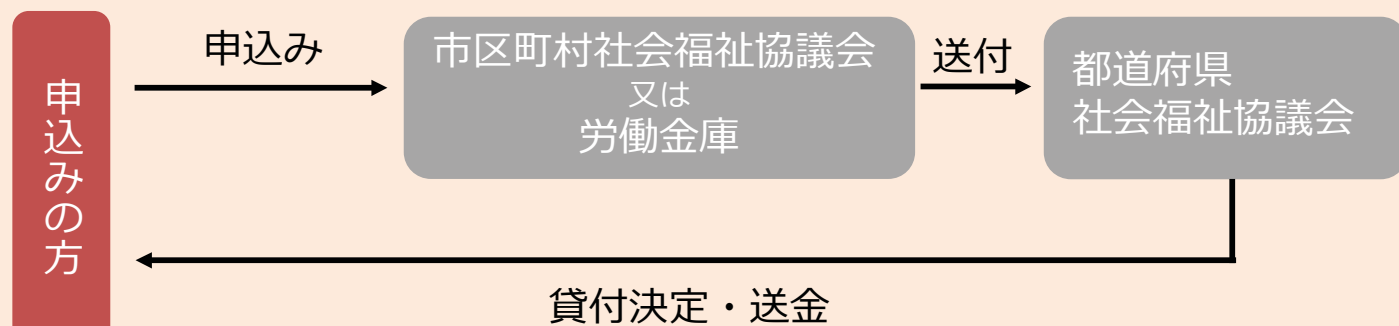 申込みの方
申込み
市区町村社会福祉協議会
又は
労働金庫
送付
都道府県
社会福祉協議会
貸付決定・送金